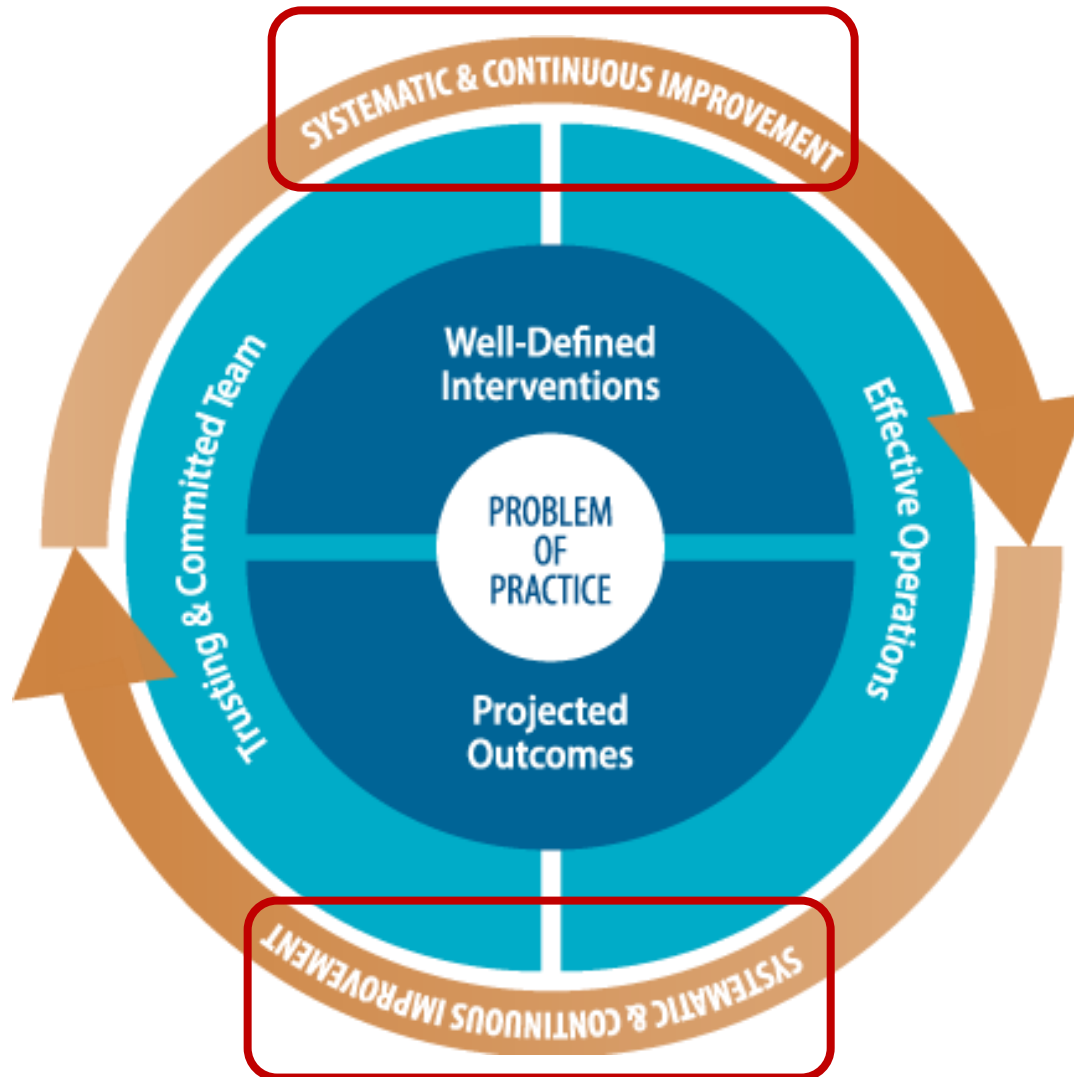 SYSTEMATIC & CONTINUOUS IMPROVEMENT
Well-Defined
Interventions
Trusting & Committed Team
Effective Operations
PROBLEM
OF
PRACTICE
Projected
Outcomes
SYSTEMATIC & CONTINUOUS IMPROVEMENT